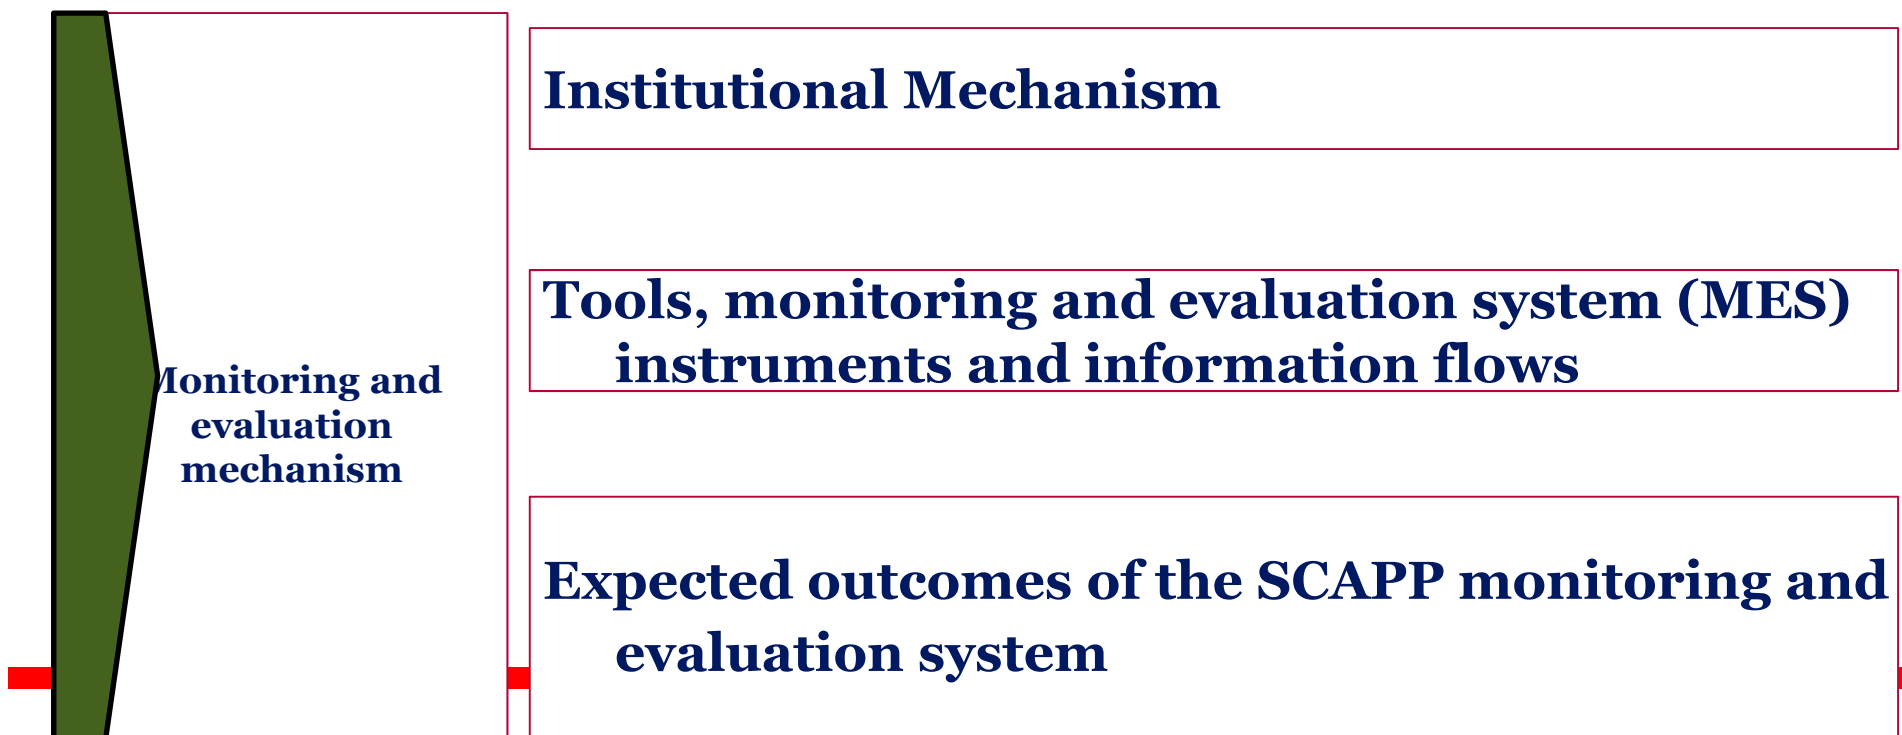 Institutional Mechanism
Tools, monitoring and evaluation system (MES)
instruments and information flows
Monitoring and
evaluation
mechanism
Expected outcomes of the SCAPP monitoring and
evaluation system